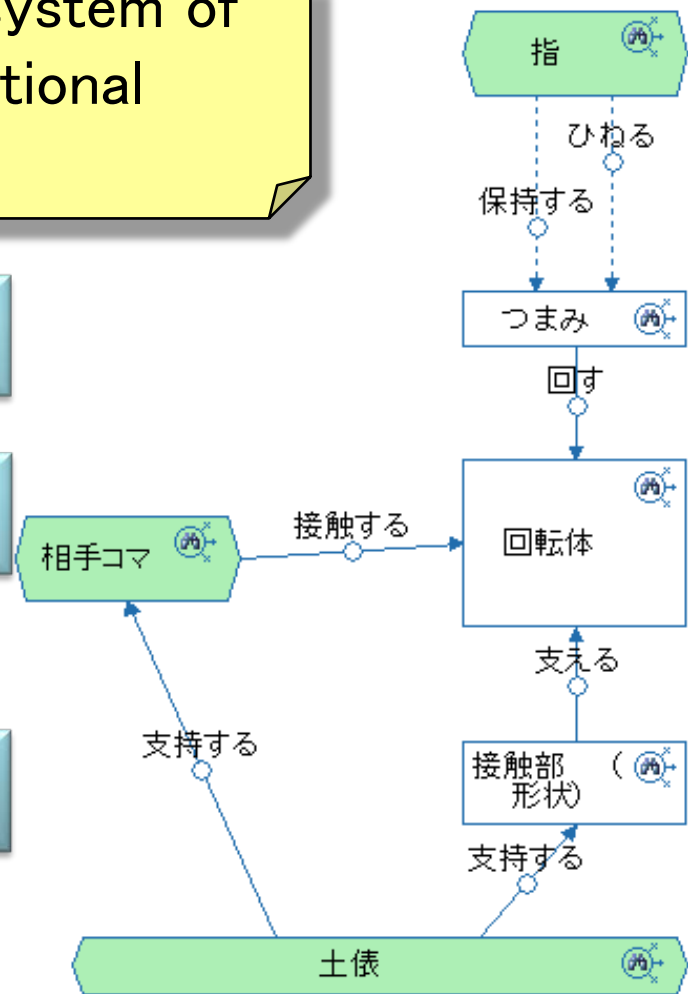 system of
tional
指
ひねる
保持する
つまみ
回す
接触する
相手コマ
回転体
支える
支持する
接触部 (
形状)
支持する
土俵